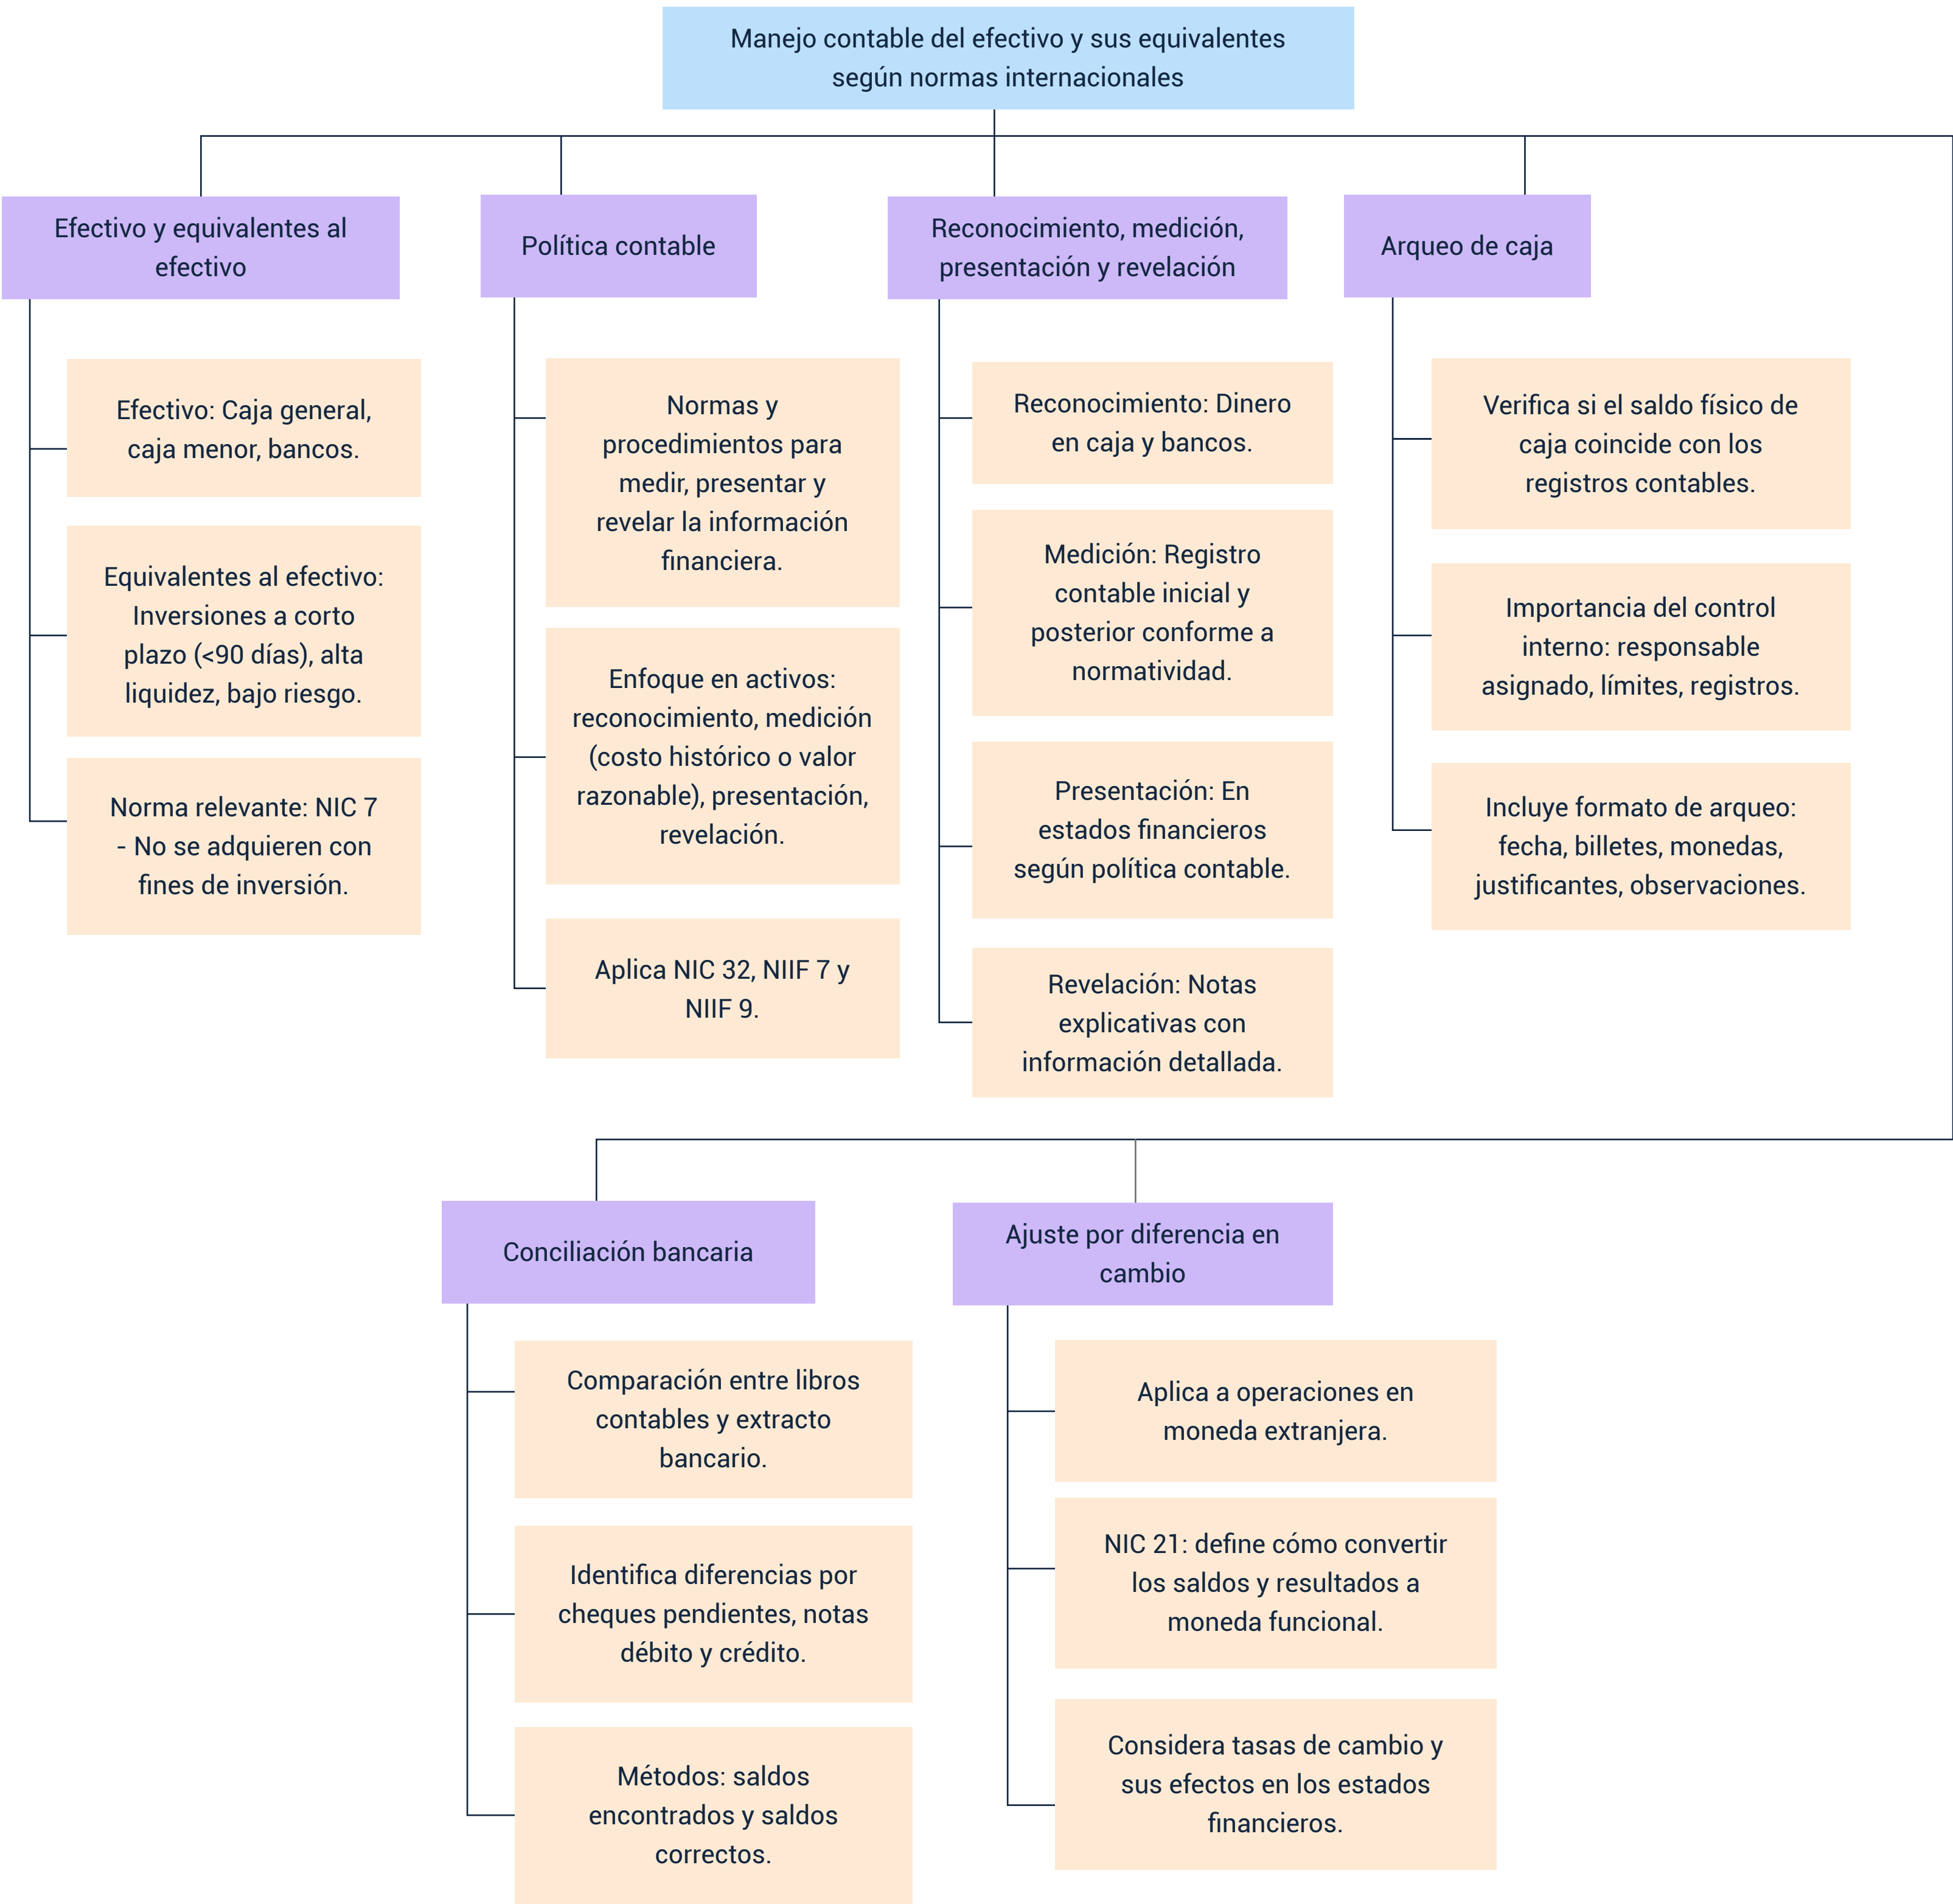 Manejo contable del efectivo y sus equivalentes
según normas internacionales
Efectivo y equivalentes al
efectivo
Efectivo: Caja general,
caja menor, bancos.
Equivalentes al efectivo:
Inversiones a corto
plazo (<90 días), alta
liquidez, bajo riesgo.
Norma relevante: NIC 7
- No se adquieren con
fines de inversión.
Política contable
Normas y
procedimientos para
medir, presentar y
revelar la información
financiera.
Enfoque en activos:
reconocimiento, medición
(costo histórico o valor
razonable), presentación,
revelación.
Aplica NIC 32, NIIF 7 y
NIIF 9.
Reconocimiento, medición,
presentación y revelación
Reconocimiento: Dinero
en caja y bancos.
Medición: Registro
contable inicial y
posterior conforme a
normatividad.
Presentación: En
estados financieros
según política contable.
Revelación: Notas
explicativas con
información detallada.
Arqueo de caja
Verifica si el saldo físico de
caja coincide con los
registros contables.
Importancia del control
interno: responsable
asignado, límites, registros.
Incluye formato de arqueo:
fecha, billetes, monedas,
justificantes, observaciones.
Conciliación bancaria
Comparación entre libros
contables y extracto
bancario.
Identifica diferencias por
cheques pendientes, notas
débito y crédito.
Métodos: saldos
encontrados y saldos
correctos.
Ajuste por diferencia en
cambio
Aplica a operaciones en
moneda extranjera.
NIC 21: define cómo convertir
los saldos y resultados a
moneda funcional.
Considera tasas de cambio y
sus efectos en los estados
financieros.